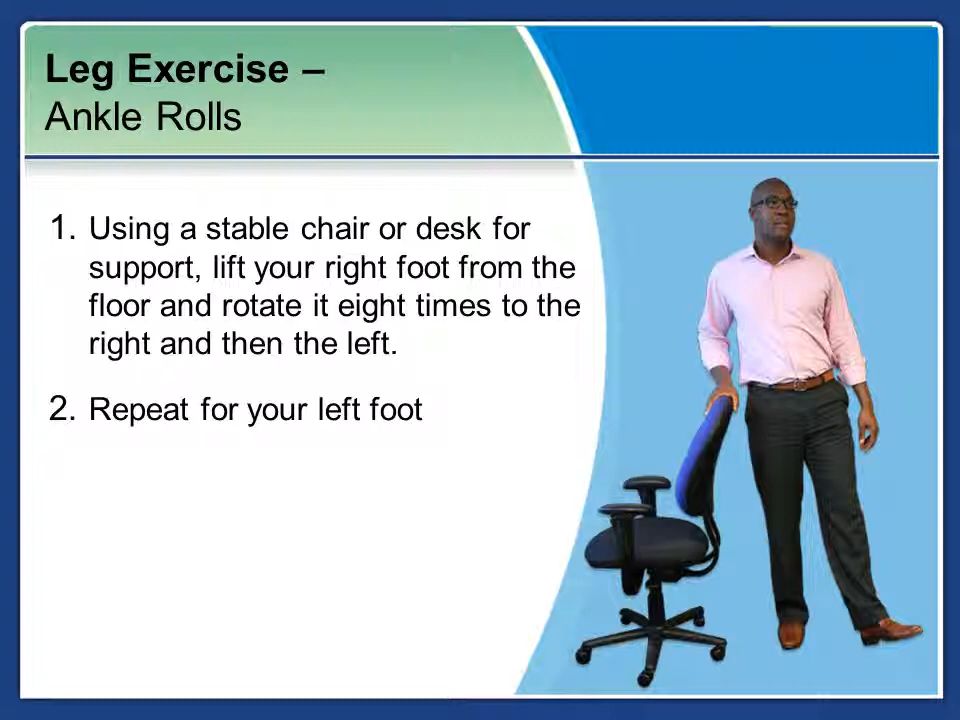 Leg Exercise –
Ankle Rolls
1. Using a stable chair or desk for
support, lift your right foot from the
floor and rotate it eight times to the
right and then the left.
2. Repeat for your left foot